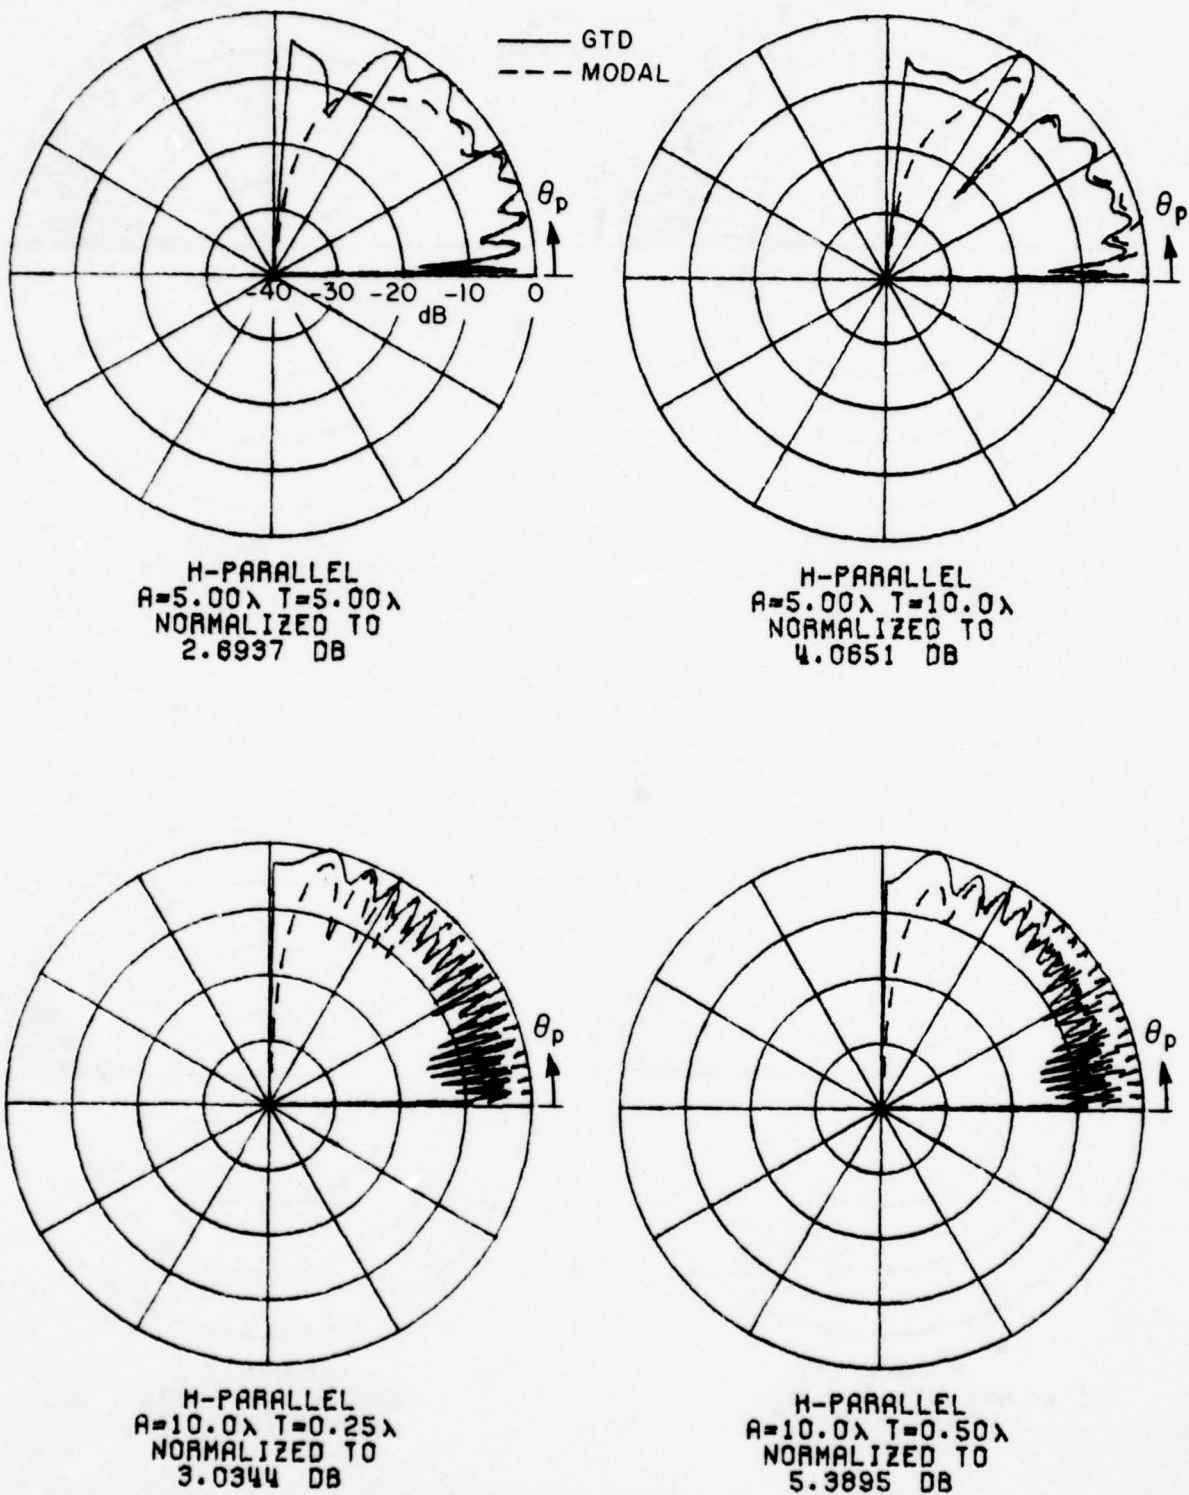 GTD
MODAL
θp
-40 -30 -20 -10 0
dB
H-PARALLEL
A=5.00λ T=5.00λ
NORMALIZED TO
2.6937 DB
θp
H-PARALLEL
A=5.00λ T=10.0λ
NORMALIZED TO
4.0651 DB
θp
H-PARALLEL
A=10.0λ T=0.25λ
NORMALIZED TO
3.0344 DB
θp
H-PARALLEL
A=10.0λ T=0.50λ
NORMALIZED TO
5.3895 DB